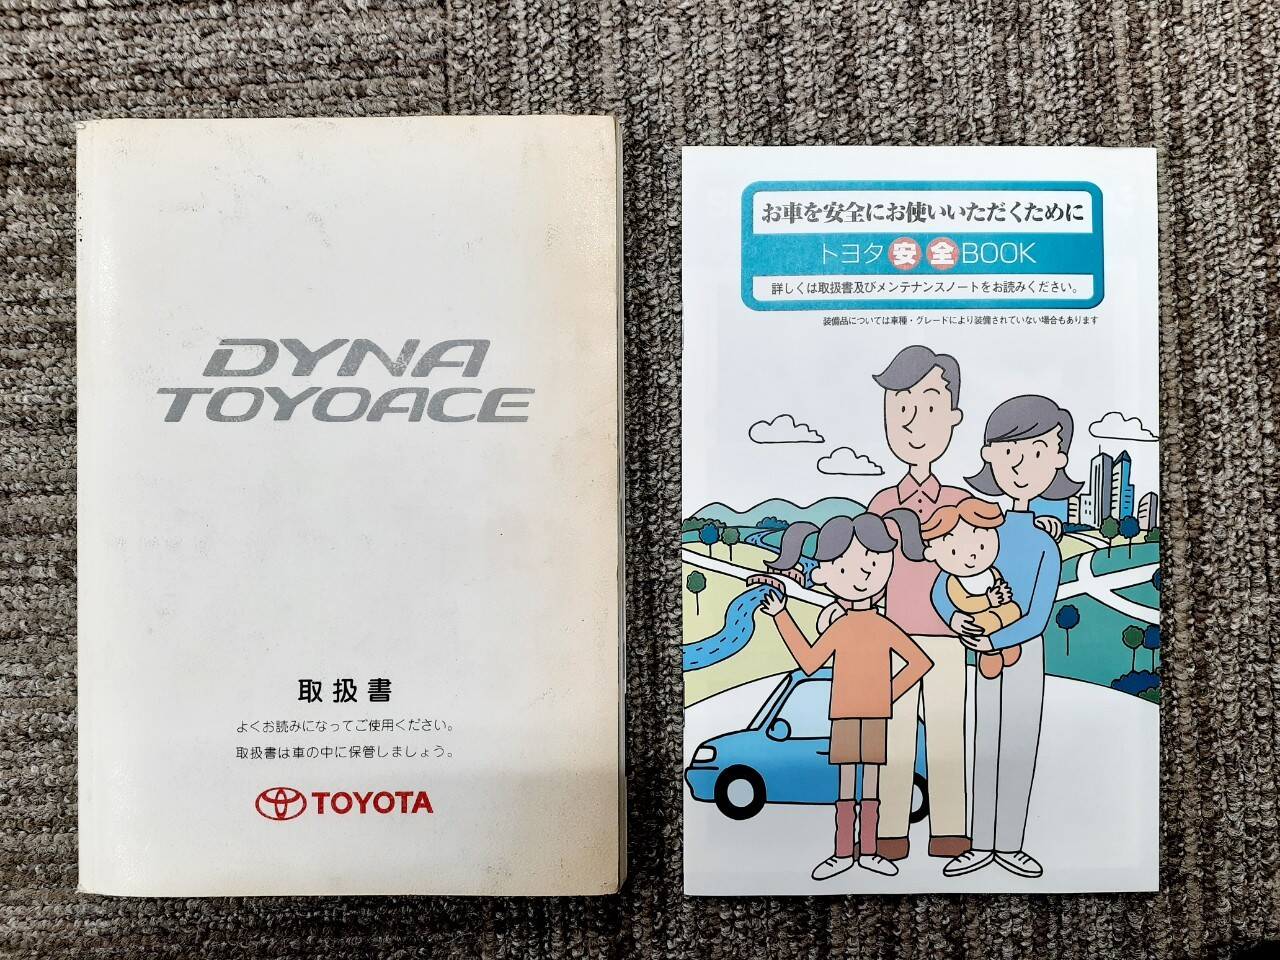 DYNA
TOYOACE
取扱書
よくお読みになってご使用ください。
取扱書は車の中に保管しましょう。
TOYOTA
お車を安全にお使いいただくために
トヨタ安全BOOK
詳しくは取扱書及びメンテナンスノートをお読みください。
装備品については車種・グレードにより装備されていない場合もあります